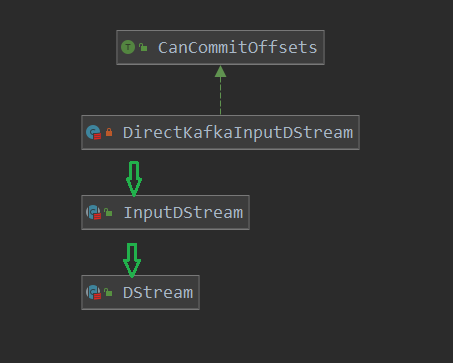 T CanCommitOffsets
C DirectKafkaInputDStream
C InputDStream
C DStream